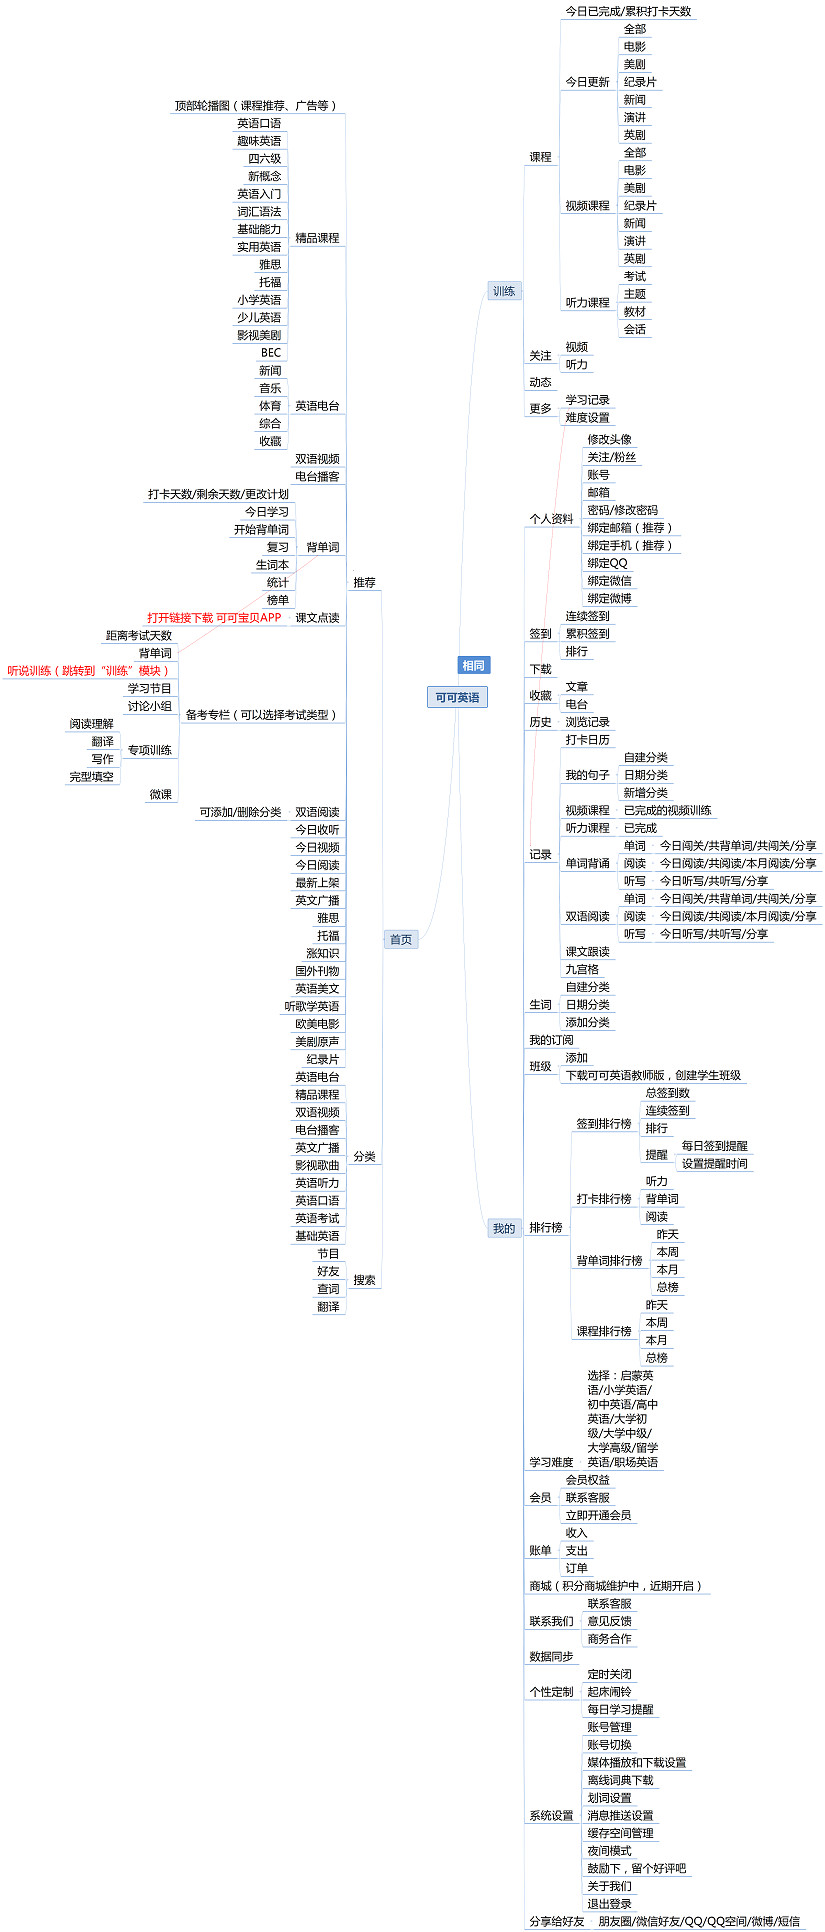 相同
可可英语
首页
推荐
顶部轮播图（课程推荐、广告等）
精品课程
英语口语
趣味英语
四六级
新概念
英语入门
词汇语法
基础能力
实用英语
雅思
托福
小学英语
少儿英语
影视美剧
BEC
英语电台
新闻
音乐
体育
综合
收藏
双语视频
电台播客
背单词
打卡天数/剩余天数/更改计划
今日学习
开始背单词
复习
生词本
统计
榜单
课文点读
打开链接下载 可可宝贝APP
备考专栏（可以选择考试类型）
距离考试天数
背单词
听说训练（跳转到“训练”模块）
学习节目
讨论小组
专项训练
阅读理解
翻译
写作
完型填空
微课
双语阅读
可添加/删除分类
今日收听
今日视频
今日阅读
最新上架
英文广播
雅思
托福
涨知识
国外刊物
英语美文
听歌学英语
欧美电影
美剧原声
纪录片
分类
英语电台
精品课程
双语视频
电台播客
英文广播
影视歌曲
英语听力
英语口语
英语考试
基础英语
搜索
节目
好友
查词
翻译
训练
课程
今日已完成/累积打卡天数
今日更新
全部
电影
美剧
纪录片
新闻
演讲
英剧
视频课程
全部
电影
美剧
纪录片
新闻
演讲
英剧
听力课程
考试
主题
教材
会话
关注
视频
听力
动态
更多
学习记录
难度设置
我的
个人资料
修改头像
关注/粉丝
账号
邮箱
密码/修改密码
绑定邮箱（推荐）
绑定手机（推荐）
绑定QQ
绑定微信
绑定微博
签到
连续签到
累积签到
排行
下载
收藏
文章
电台
历史
浏览记录
记录
打卡日历
我的句子
自建分类
日期分类
新增分类
视频课程
已完成的视频训练
听力课程
已完成
单词背诵
单词
今日闯关/共背单词/共闯关/分享
阅读
今日阅读/共阅读/本月阅读/分享
听写
今日听写/共听写/分享
双语阅读
单词
今日闯关/共背单词/共闯关/分享
阅读
今日阅读/共阅读/本月阅读/分享
听写
今日听写/共听写/分享
课文跟读
九宫格
生词
自建分类
日期分类
添加分类
我的订阅
班级
添加
下载可可英语教师版，创建学生班级
排行榜
签到排行榜
总签到数
连续签到
排行
提醒
每日签到提醒
设置提醒时间
打卡排行榜
听力
背单词
阅读
背单词排行榜
昨天
本周
本月
总榜
课程排行榜
昨天
本周
本月
总榜
学习难度
选择：启蒙英
语/小学英语/
初中英语/高中
英语/大学初
级/大学中级/
大学高级/留学
英语/职场英语
会员
会员权益
联系客服
立即开通会员
账单
收入
支出
订单
商城（积分商城维护中，近期开启）
联系我们
联系客服
意见反馈
商务合作
数据同步
个性定制
定时关闭
起床闹铃
每日学习提醒
系统设置
账号管理
账号切换
媒体播放和下载设置
离线词典下载
划词设置
消息推送设置
缓存空间管理
夜间模式
鼓励下，留个好评吧
关于我们
退出登录
分享给好友
朋友圈/微信好友/QQ/QQ空间/微博/短信